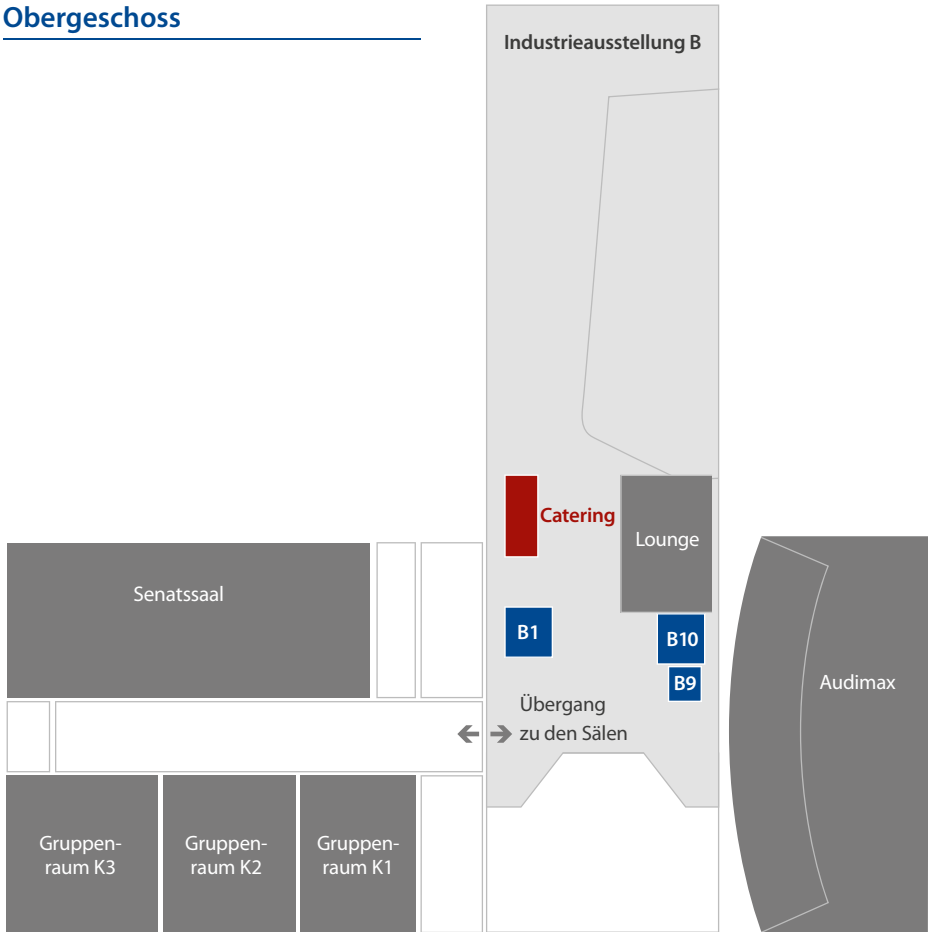 Obergeschoss
Industrieausstellung B
Catering
Lounge
Senatssaal
B1
B10
B9
Audimax
Übergang
zu den Sälen
Gruppen-
raum K3
Gruppen-
raum K2
Gruppen-
raum K1